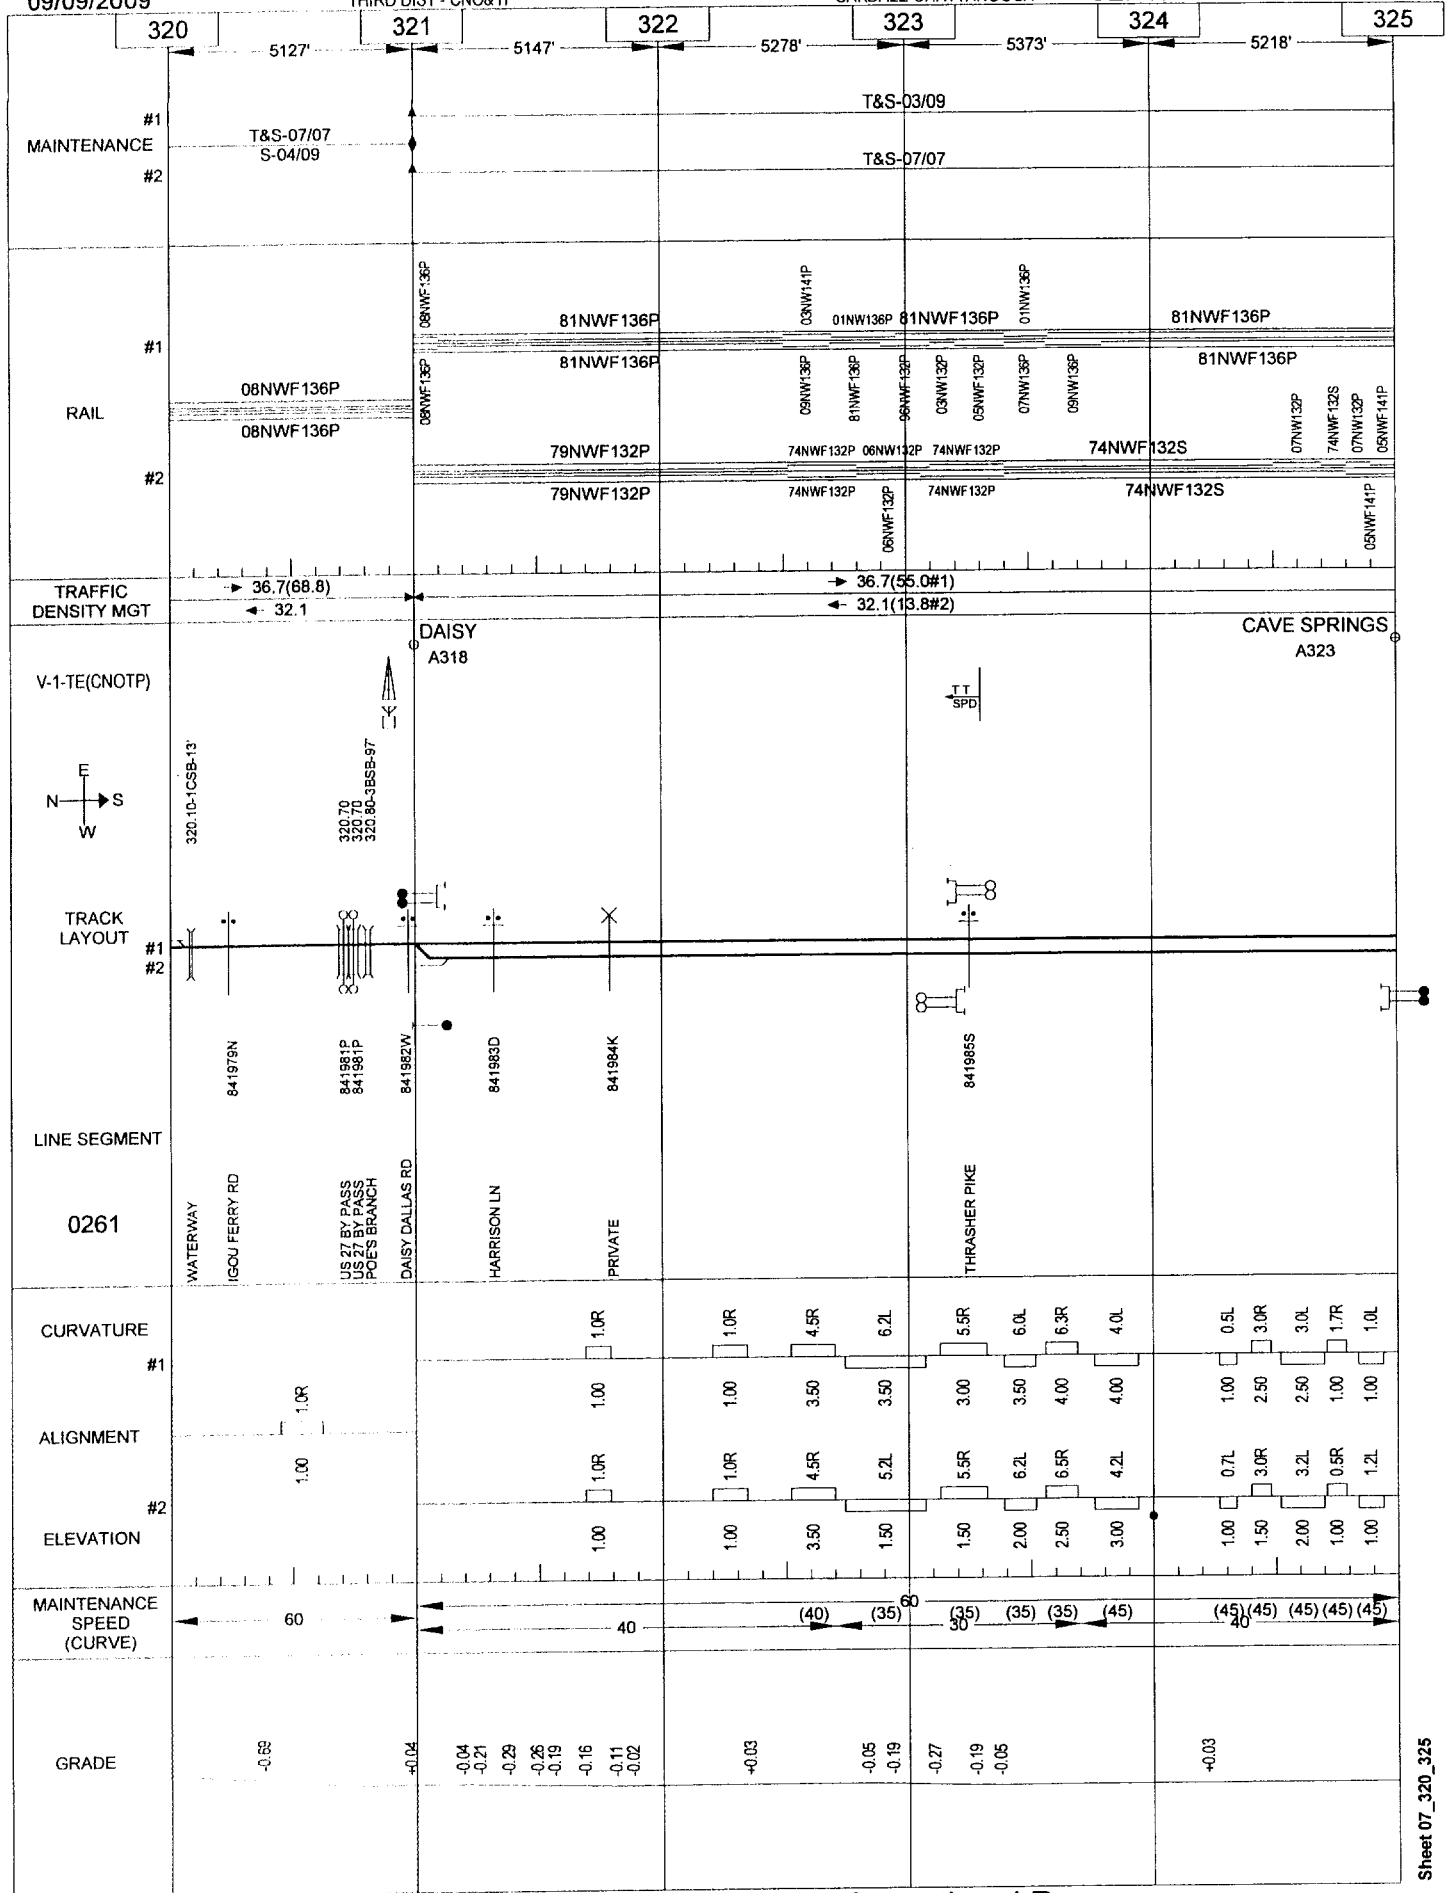 09/09/2009
THIRD DIST - CNO&TP
320 321 322 323 324 325
5127' 5147' 5278' 5373' 5218'
MAINTENANCE
#1
#2
T&S-07/07
S-04/09
T&S-03/09
T&S-07/07
RAIL
#1
#2
08NWF136P
08NWF136P
08NWF136P
08NWF136P
81NWF136P
03NW141P
01NW136P
81NWF136P
01NW136P
81NWF136P
81NWF136P
09NW136P
81NWF136P
96NWF132P
03NW132P
05NWF132P
07NW136P
09NW136P
81NWF136P
79NWF132P
74NWF132P
06NW132P
74NWF132P
74NWF132S
07NW132P
74NWF132S
07NW132P
05NWF141P
79NWF132P
74NWF132P
06NWF132P
74NWF132P
74NWF132S
05NWF141P
TRAFFIC
DENSITY MGT
36.7(68.8)
32.1
36.7(55.0#1)
32.1(13.8#2)
DAISY
A318
CAVE SPRINGS
A323
V-1-TE(CNOTP)
TT
SPD
E
N S
W
320.10-1CSB-13'
320.70
320.70
320.80-3BSB-97'
TRACK
LAYOUT
#1
#2
841979N
841981P
841981P
841982W
841983D
841984K
841985S
LINE SEGMENT
0261
WATERWAY
IGOU FERRY RD
US 27 BY PASS
US 27 BY PASS
POE'S BRANCH
DAISY DALLAS RD
HARRISON LN
PRIVATE
THRASHER PIKE
CURVATURE
#1
1.0R 1.0R 4.5R 6.2L 5.5R 6.0L 6.3R 4.0L 0.5L 3.0R 3.0L 1.7R 1.0L
1.00 1.00 3.50 3.50 3.00 3.50 4.00 4.00 1.00 2.50 2.50 1.00 1.00
ALIGNMENT
1.0R
1.00
#2
1.0R 1.0R 4.5R 5.2L 5.5R 6.2L 6.5R 4.2L 0.7L 3.0R 3.2L 0.5R 1.2L
ELEVATION
1.00 1.00 3.50 1.50 1.50 2.00 2.50 3.00 1.00 1.50 2.00 1.00 1.00
MAINTENANCE
SPEED
(CURVE)
60
60
(40) (35) (35) (35) (35) (45) (45) (45) (45) (45) (45)
40 30 40
GRADE
-0.69 +0.04 -0.04 -0.21 -0.29 -0.26 -0.19 -0.16 -0.11 -0.02 +0.03 -0.05 -0.19 -0.27 -0.19 -0.05 +0.03
Sheet 07_320_325